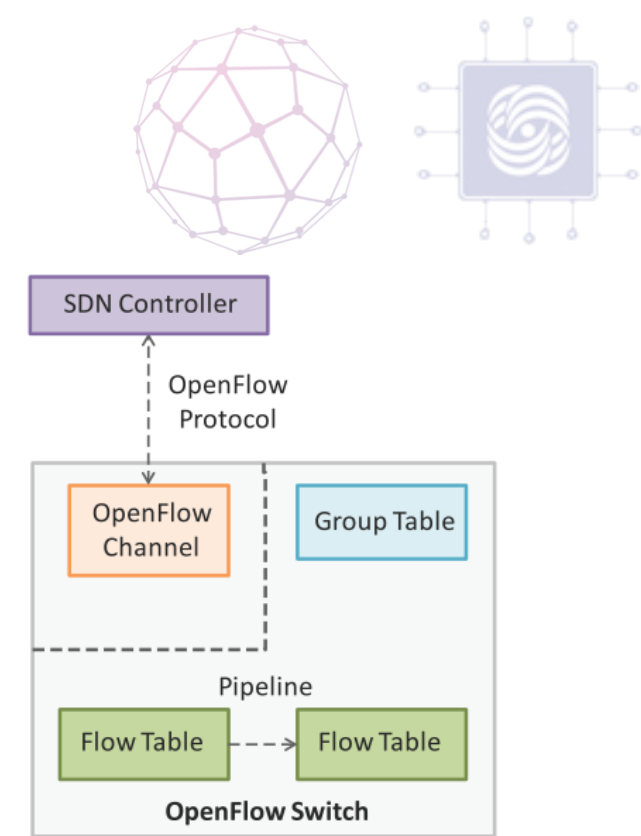 SDN Controller
OpenFlow
Protocol
OpenFlow
Channel
Group Table
Pipeline
Flow Table
Flow Table
OpenFlow Switch